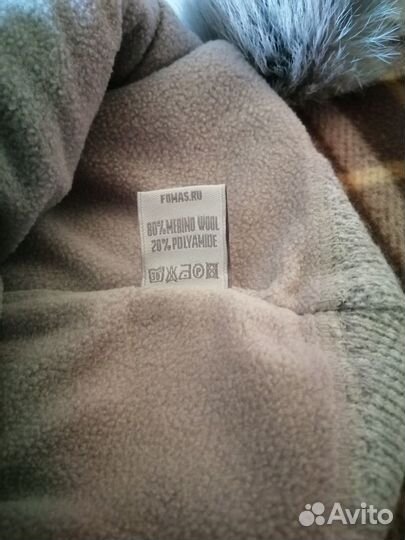 FOMAS.RU
80% MERINO WOOL
20% POLYAMIDE
Avito